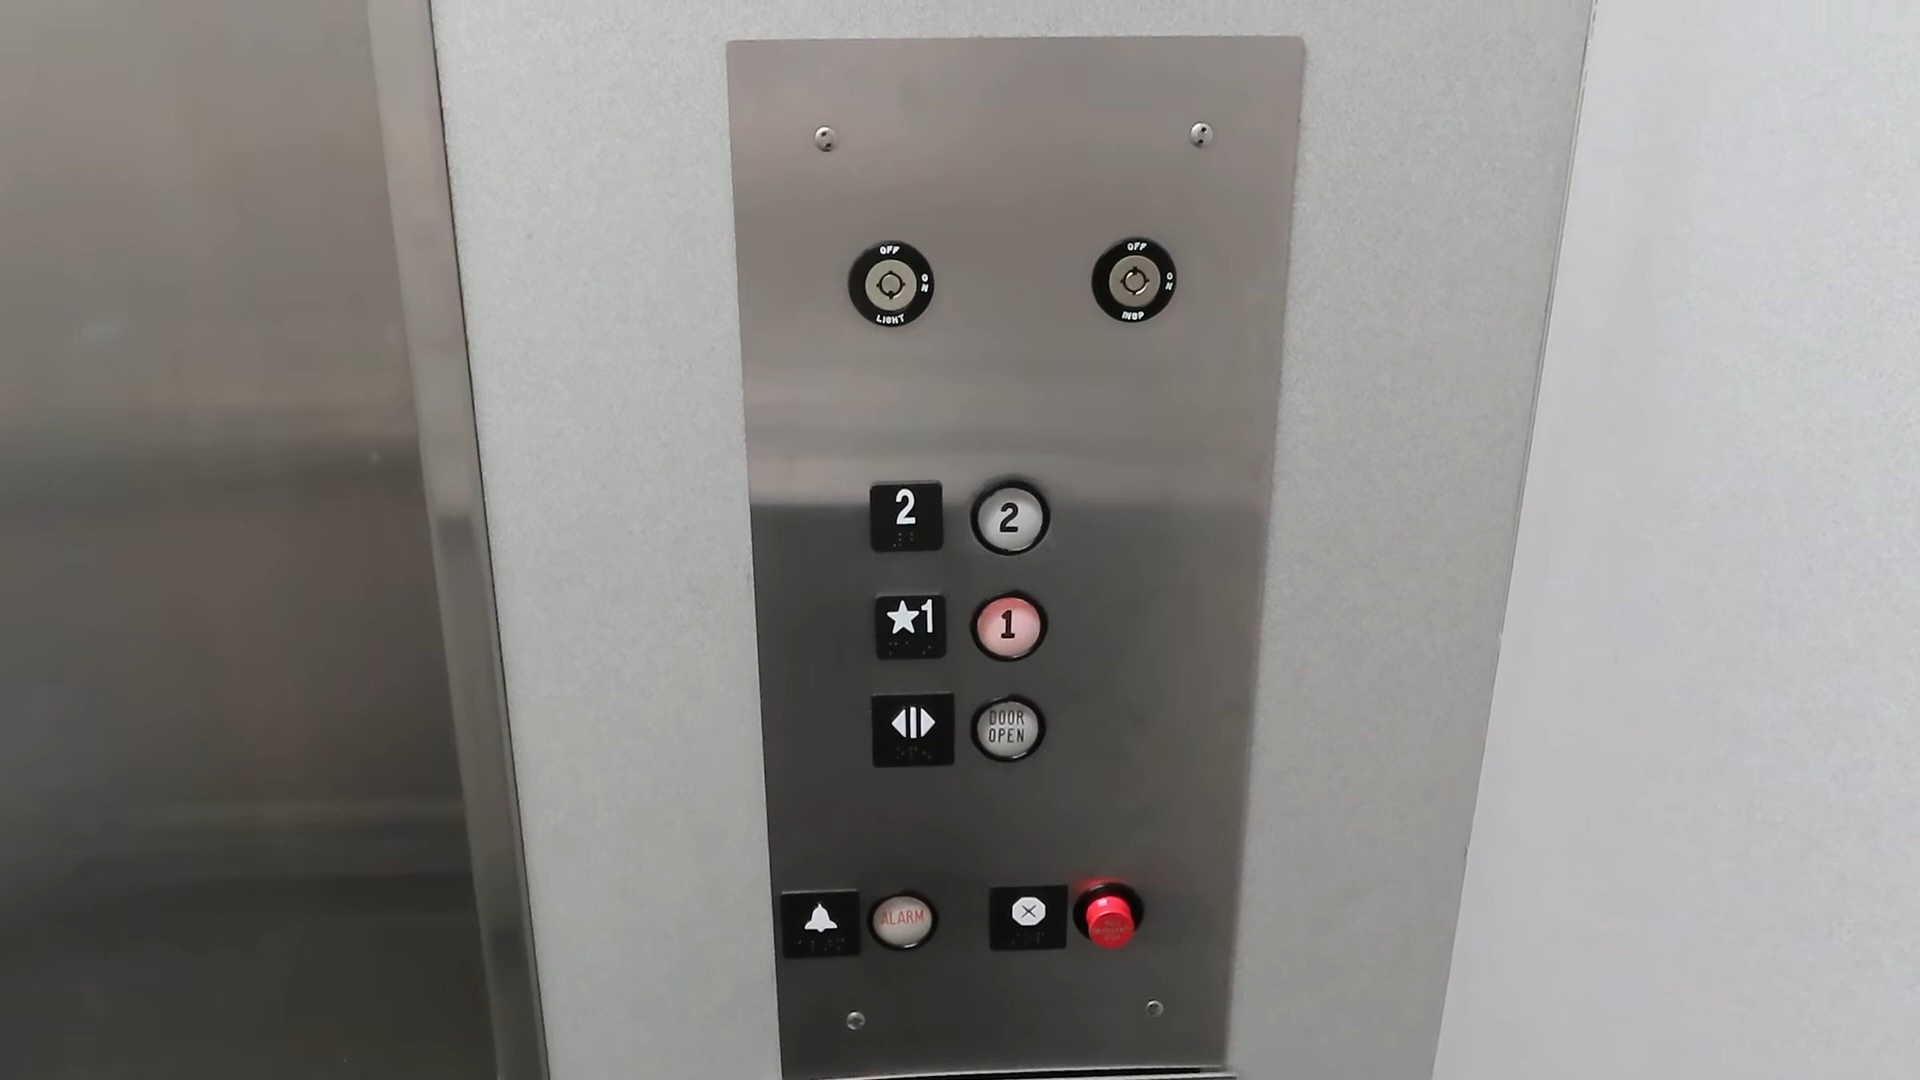 OFF
ON
LIGHT
OFF
ON
INSP
2
2
★1
1
DOOR
OPEN
ALARM